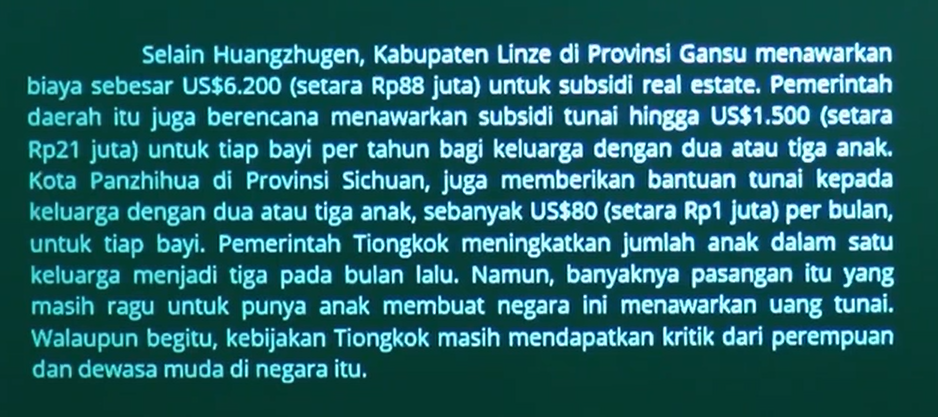 Selain Huangzhugen, Kabupaten Linze di Provinsi Gansu menawarkan
biaya sebesar US$6.200 (setara Rp88 juta) untuk subsidi real estate. Pemerintah
daerah itu juga berencana menawarkan subsidi tunai hingga US$1.500 (setara
Rp21 juta) untuk tiap bayi per tahun bagi keluarga dengan dua atau tiga anak.
Kota Panzhihua di Provinsi Sichuan, juga memberikan bantuan tunai kepada
keluarga dengan dua atau tiga anak, sebanyak US$80 (setara Rp1 juta) per bulan,
untuk tiap bayi. Pemerintah Tiongkok meningkatkan jumlah anak dalam satu
keluarga menjadi tiga pada bulan lalu. Namun, banyaknya pasangan itu yang
masih ragu untuk punya anak membuat negara ini menawarkan uang tunai.
Walaupun begitu, kebijakan Tiongkok masih mendapatkan kritik dari perempuan
dan dewasa muda di negara itu.